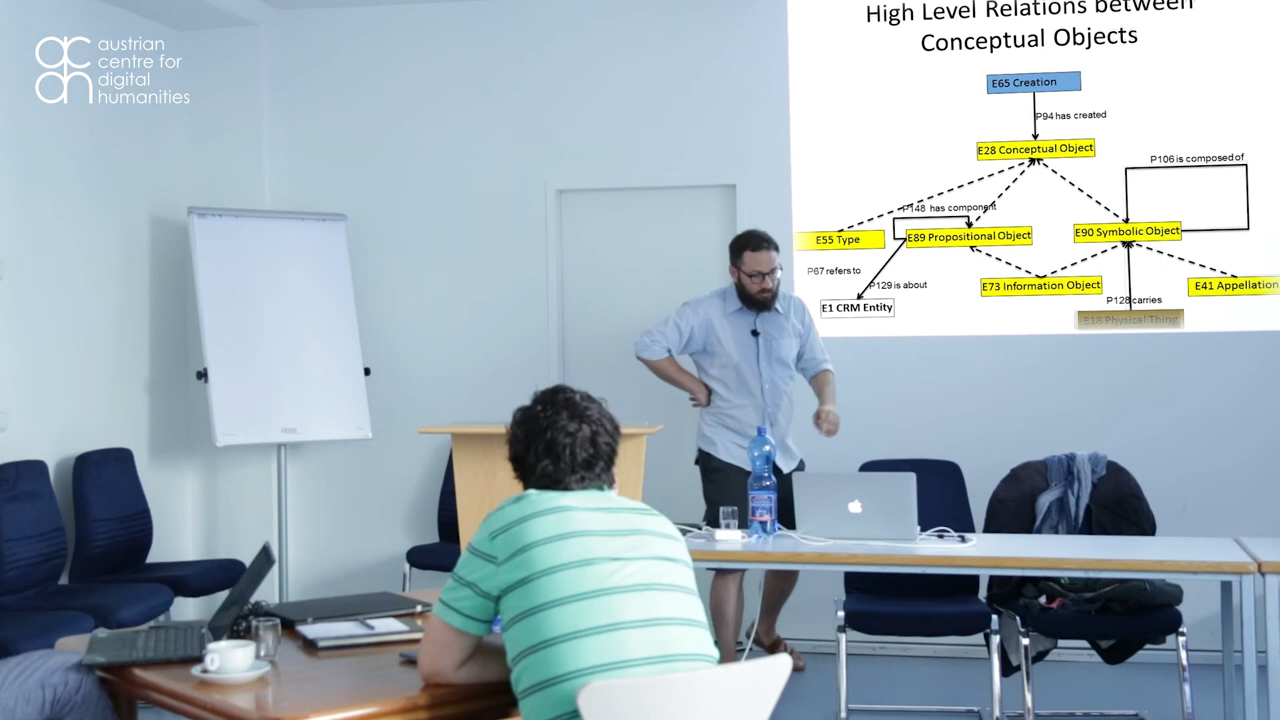 austrian
centre for
digital
humanities
High Level Relations between
Conceptual Objects
E65 Creation
P94 has created
E28 Conceptual Object
P106 is composed of
P148 has component
E55 Type
E89 Propositional Object
E90 Symbolic Object
P67 refers to
P129 is about
E73 Information Object
E41 Appellation
E1 CRM Entity
P128 carries
E18 Physical Thing